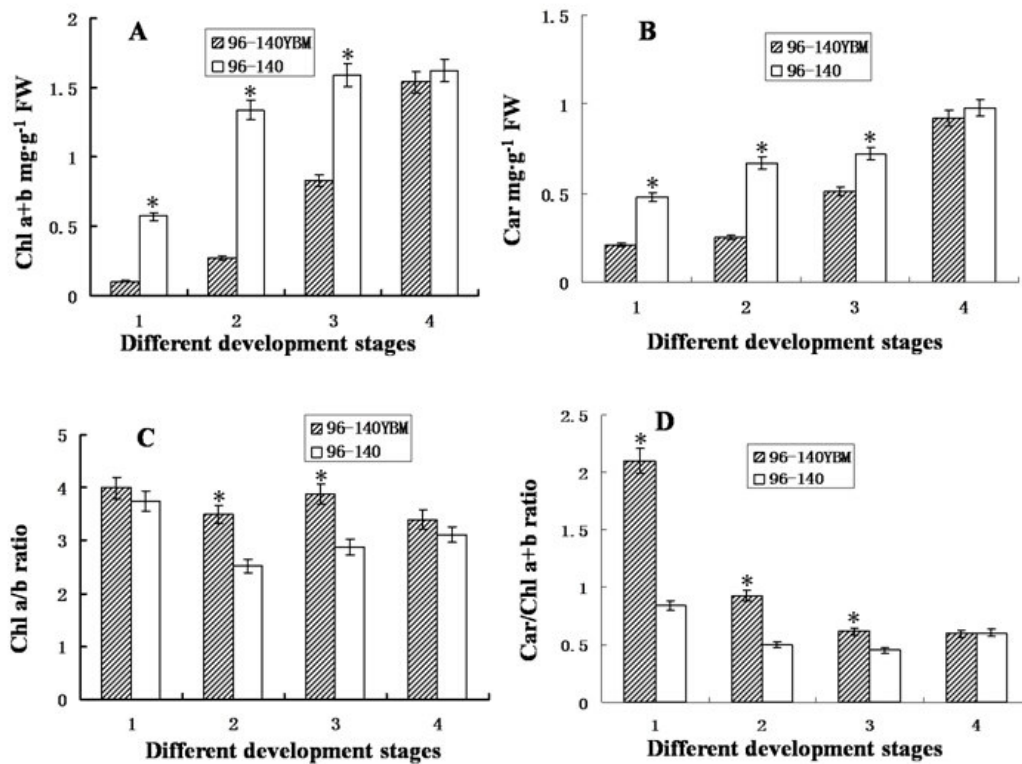 A
96-140YBM
96-140
Chl a+b mg·g⁻¹ FW
2
1.5
1
0.5
0
* * *
1 2 3 4
Different development stages
B
96-140YBM
96-140
Car mg·g⁻¹ FW
1.5
1
0.5
0
* * *
1 2 3 4
Different development stages
C
96-140YBM
96-140
Chl a/b ratio
5
4
3
2
1
0
* *
1 2 3 4
Different development stages
D
96-140YBM
96-140
Car/Chl a+b ratio
2.5
2
1.5
1
0.5
0
* * *
1 2 3 4
Different development stages